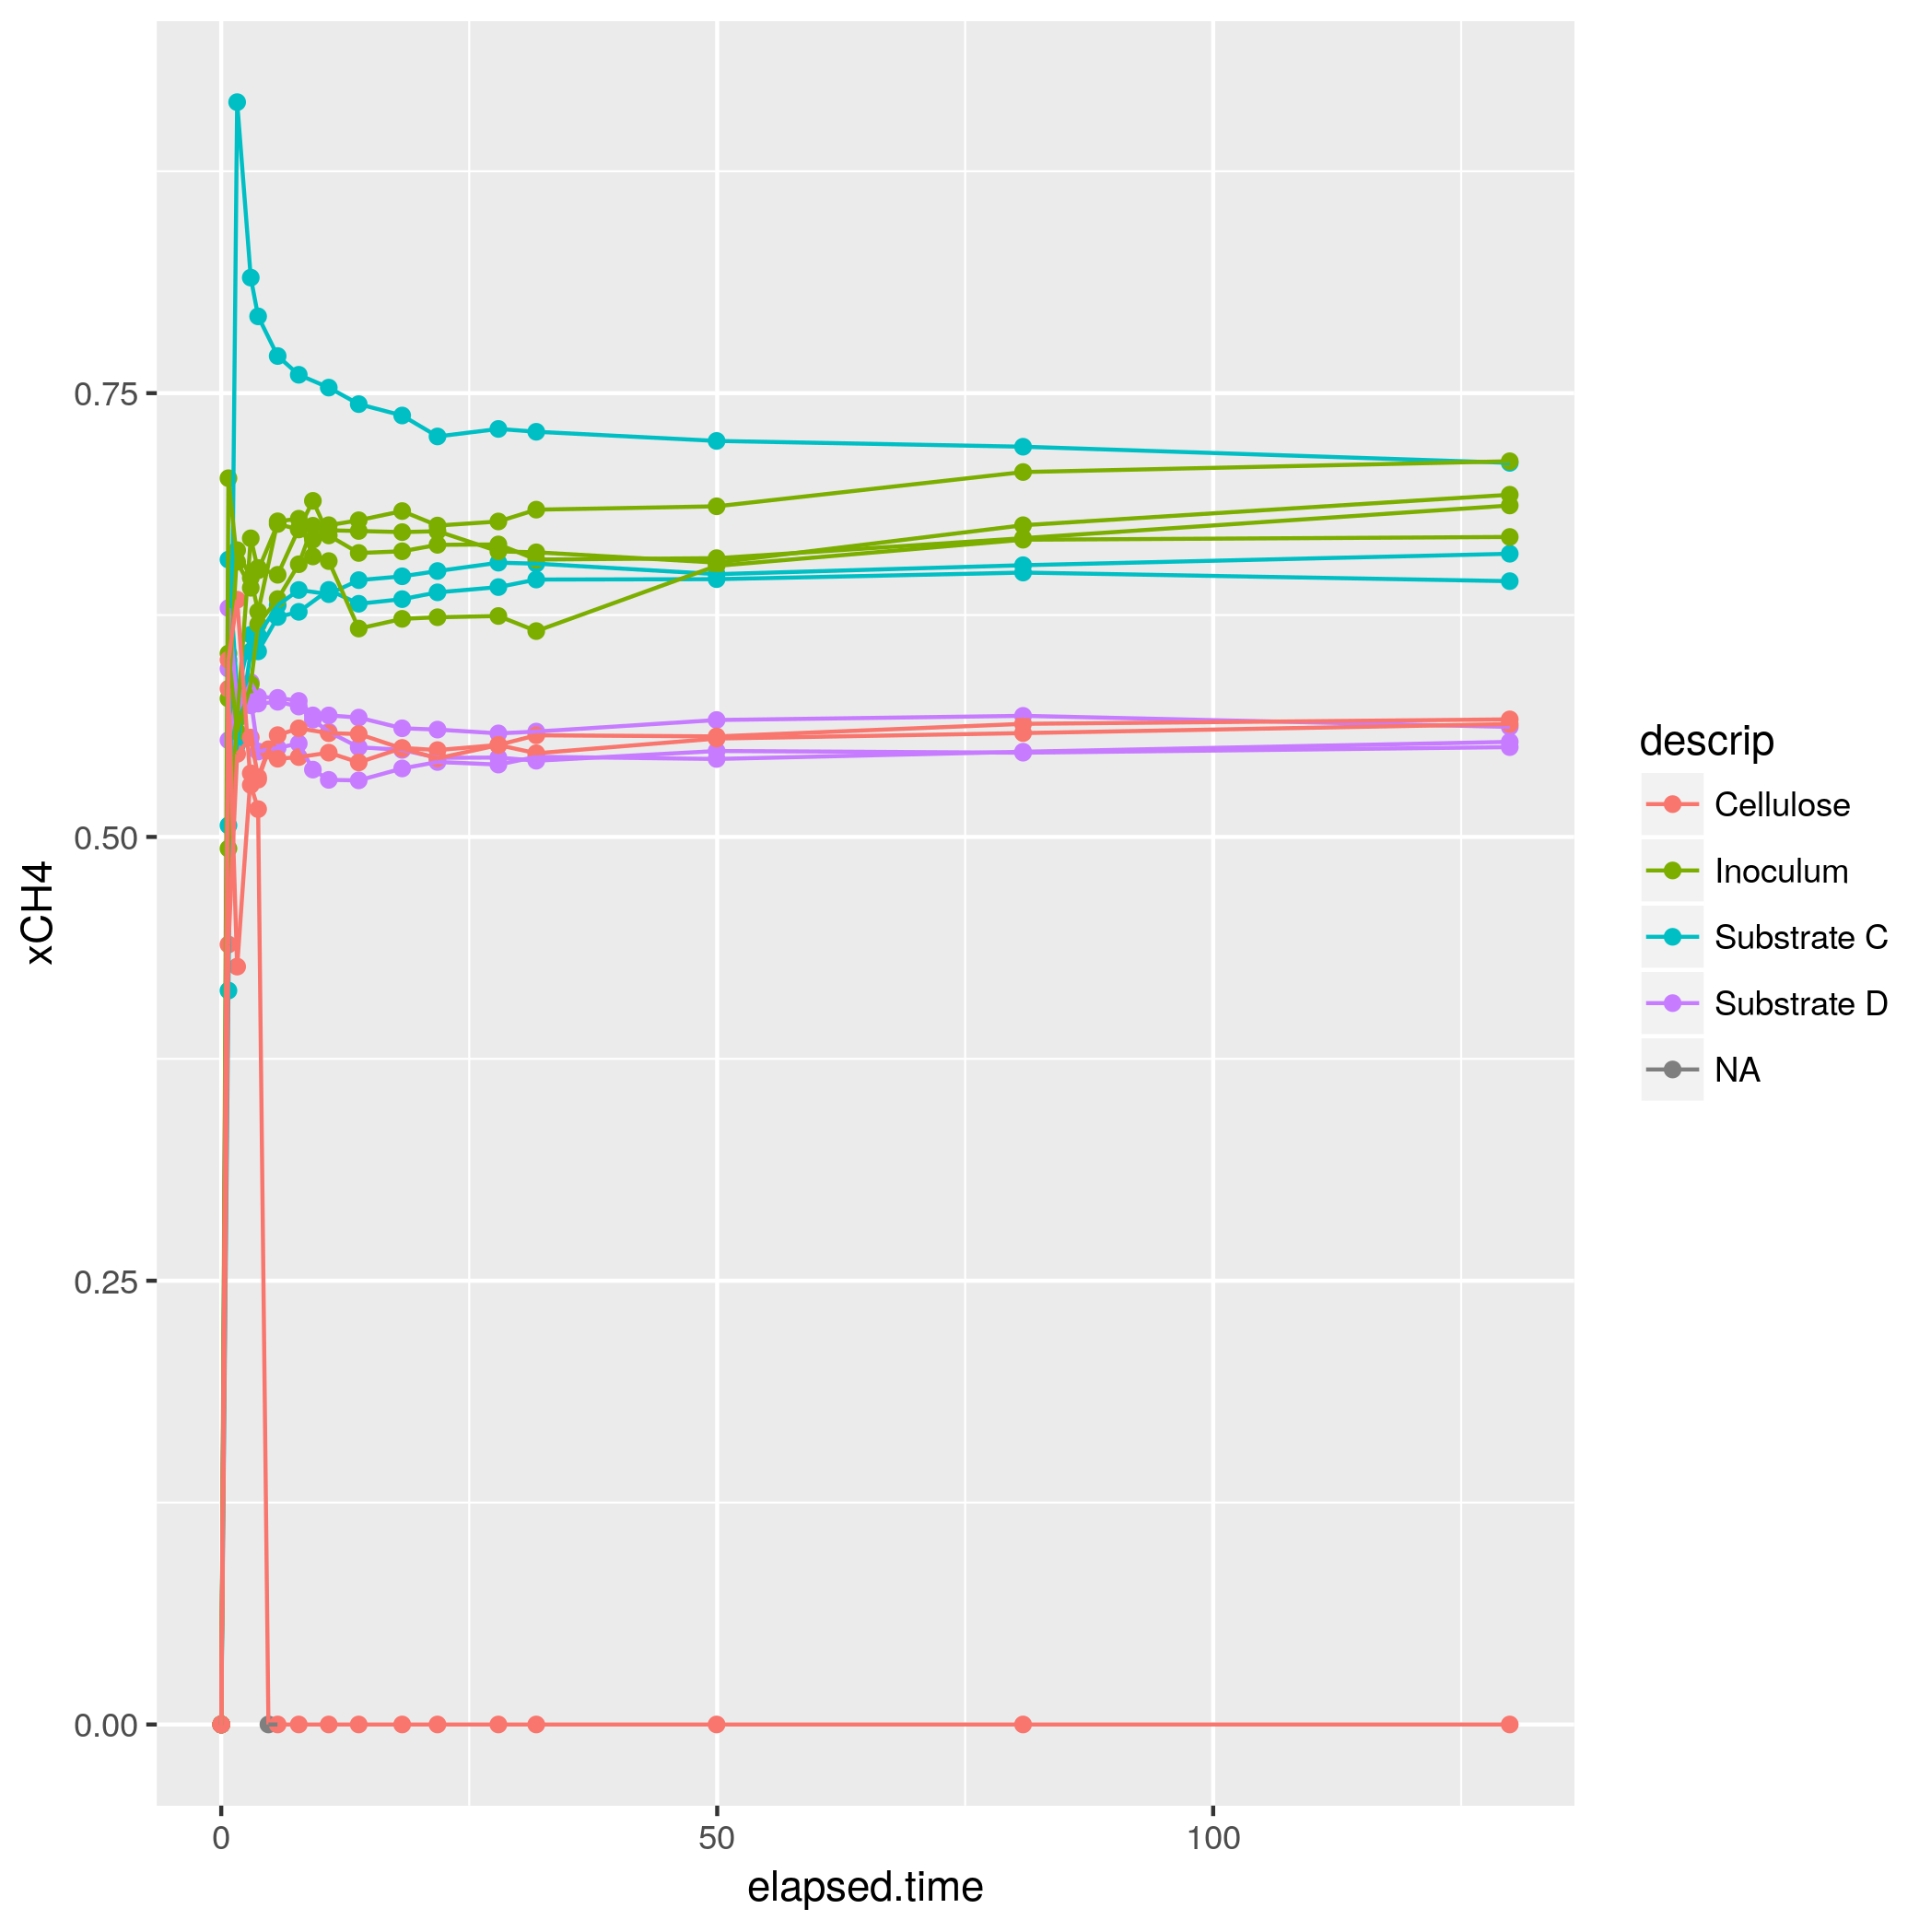 xCH4
0.75
0.50
0.25
0.00
0
50
100
elapsed.time
descrip
Cellulose
Inoculum
Substrate C
Substrate D
NA